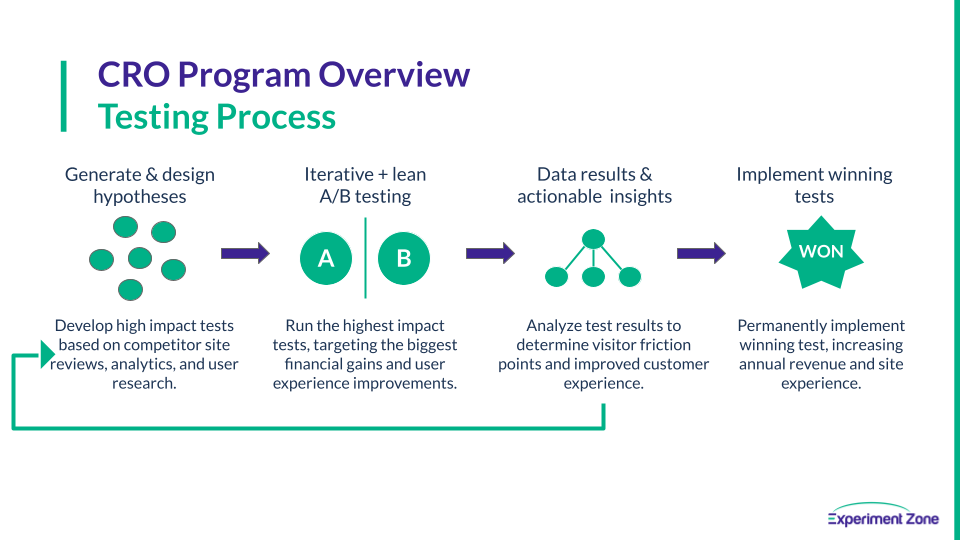 CRO Program Overview
Testing Process
Generate & design
hypotheses
Develop high impact tests
based on competitor site
reviews, analytics, and user
research.
Iterative + lean
A/B testing
A
B
Run the highest impact
tests, targeting the biggest
financial gains and user
experience improvements.
Data results &
actionable insights
Analyze test results to
determine visitor friction
points and improved customer
experience.
Implement winning
tests
WON
Permanently implement
winning test, increasing
annual revenue and site
experience.
Experiment Zone